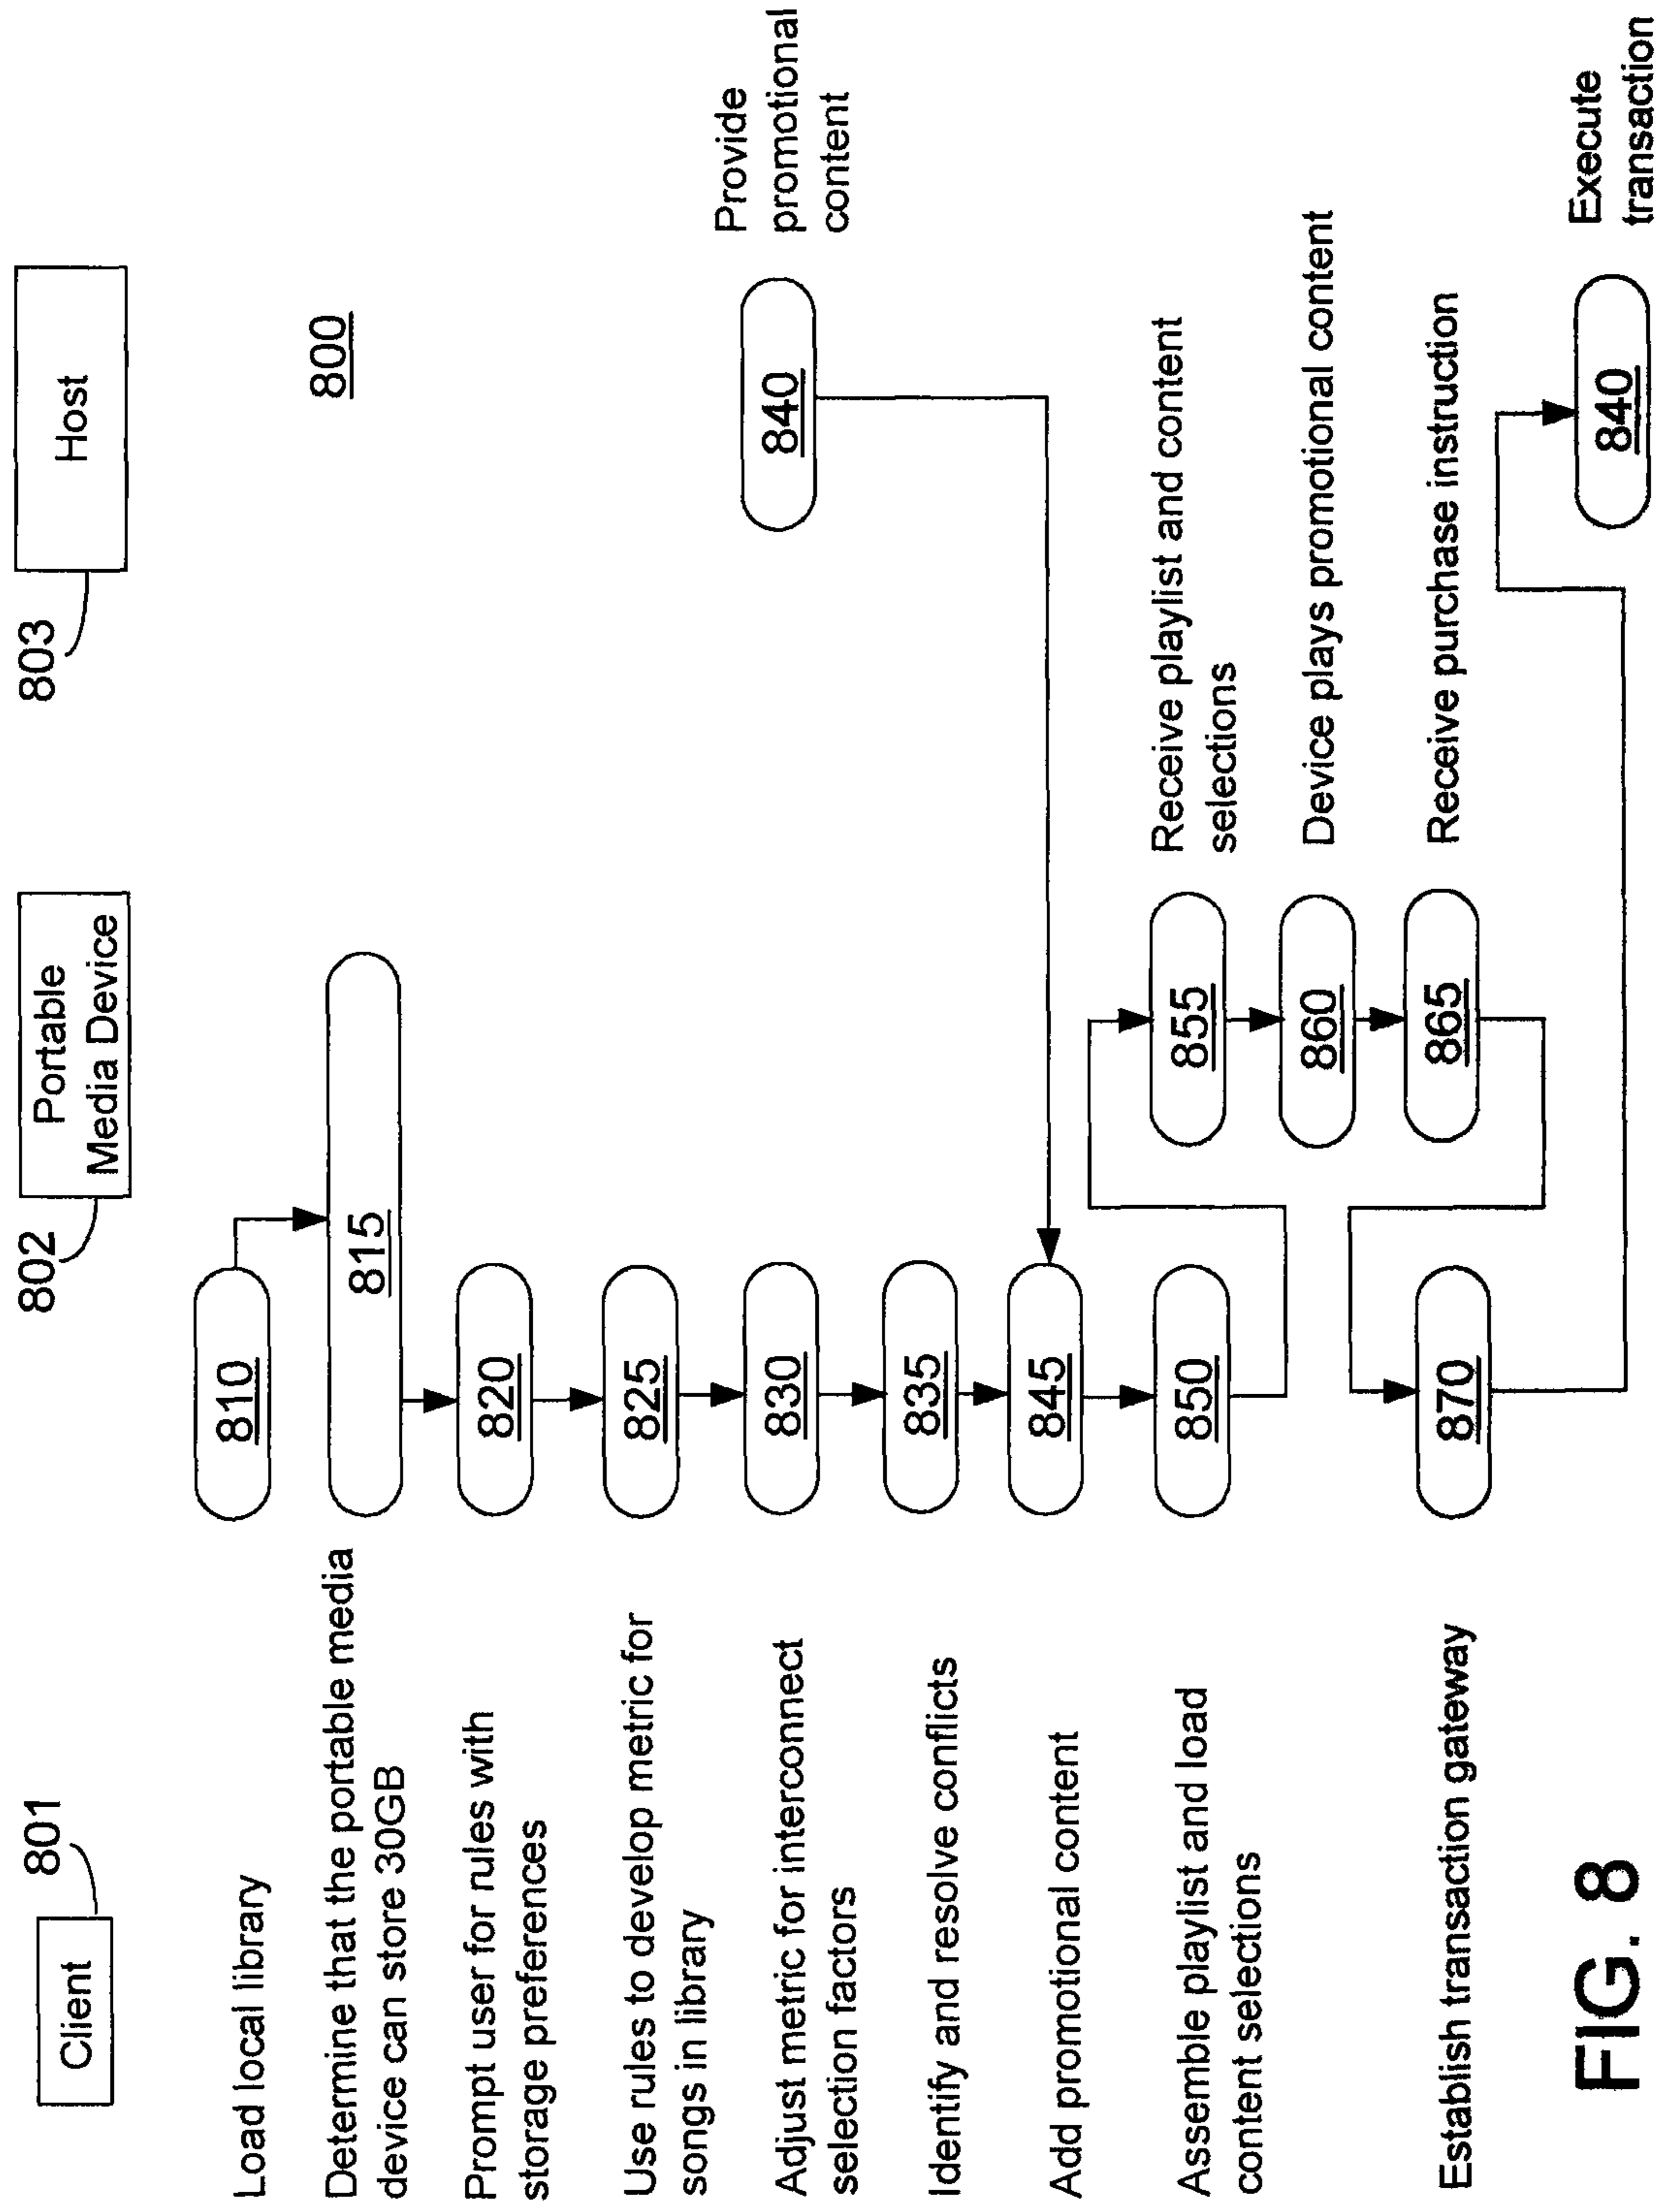 Client
801
802
Portable
Media Device
803
Host
800
Load local library
810
Determine that the portable media
device can store 30GB
815
Prompt user for rules with
storage preferences
820
Use rules to develop metric for
songs in library
825
Adjust metric for interconnect
selection factors
830
840
Provide
promotional
content
Identify and resolve conflicts
835
Add promotional content
845
Assemble playlist and load
content selections
850
855
Receive playlist and content
selections
860
Device plays promotional content
865
Receive purchase instruction
Establish transaction gateway
870
840
Execute
transaction
FIG. 8